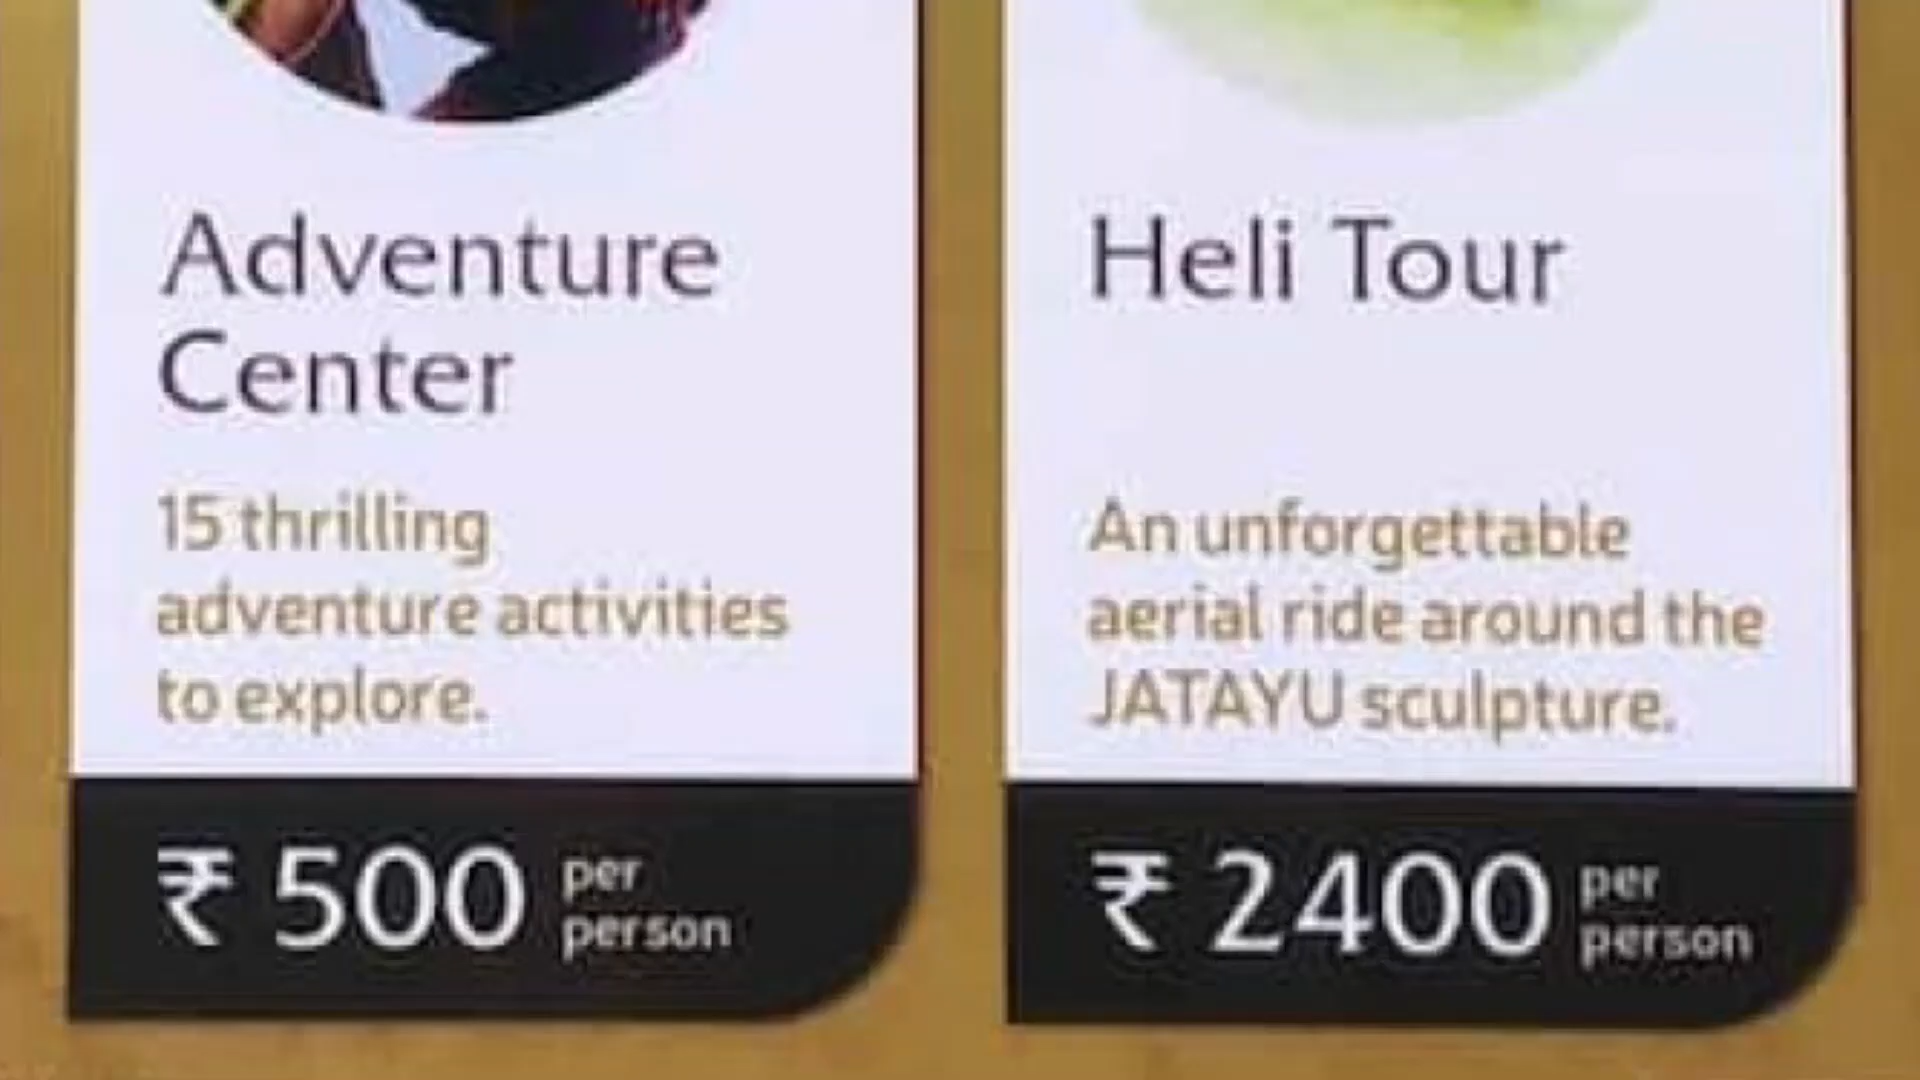 Adventure
Center
15 thrilling
adventure activities
to explore.
₹ 500 per
person
Heli Tour
An unforgettable
aerial ride around the
JATAYU sculpture.
₹ 2400 per
person